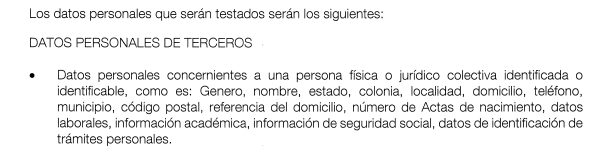 Los datos personales que serán testados serán los siguientes:
DATOS PERSONALES DE TERCEROS
• Datos personales concernientes a una persona física o jurídico colectiva identificada o
identificable, como es: Genero, nombre, estado, colonia, localidad, domicilio, teléfono,
municipio, código postal, referencia del domicilio, número de Actas de nacimiento, datos
laborales, información académica, información de seguridad social, datos de identificación de
trámites personales.